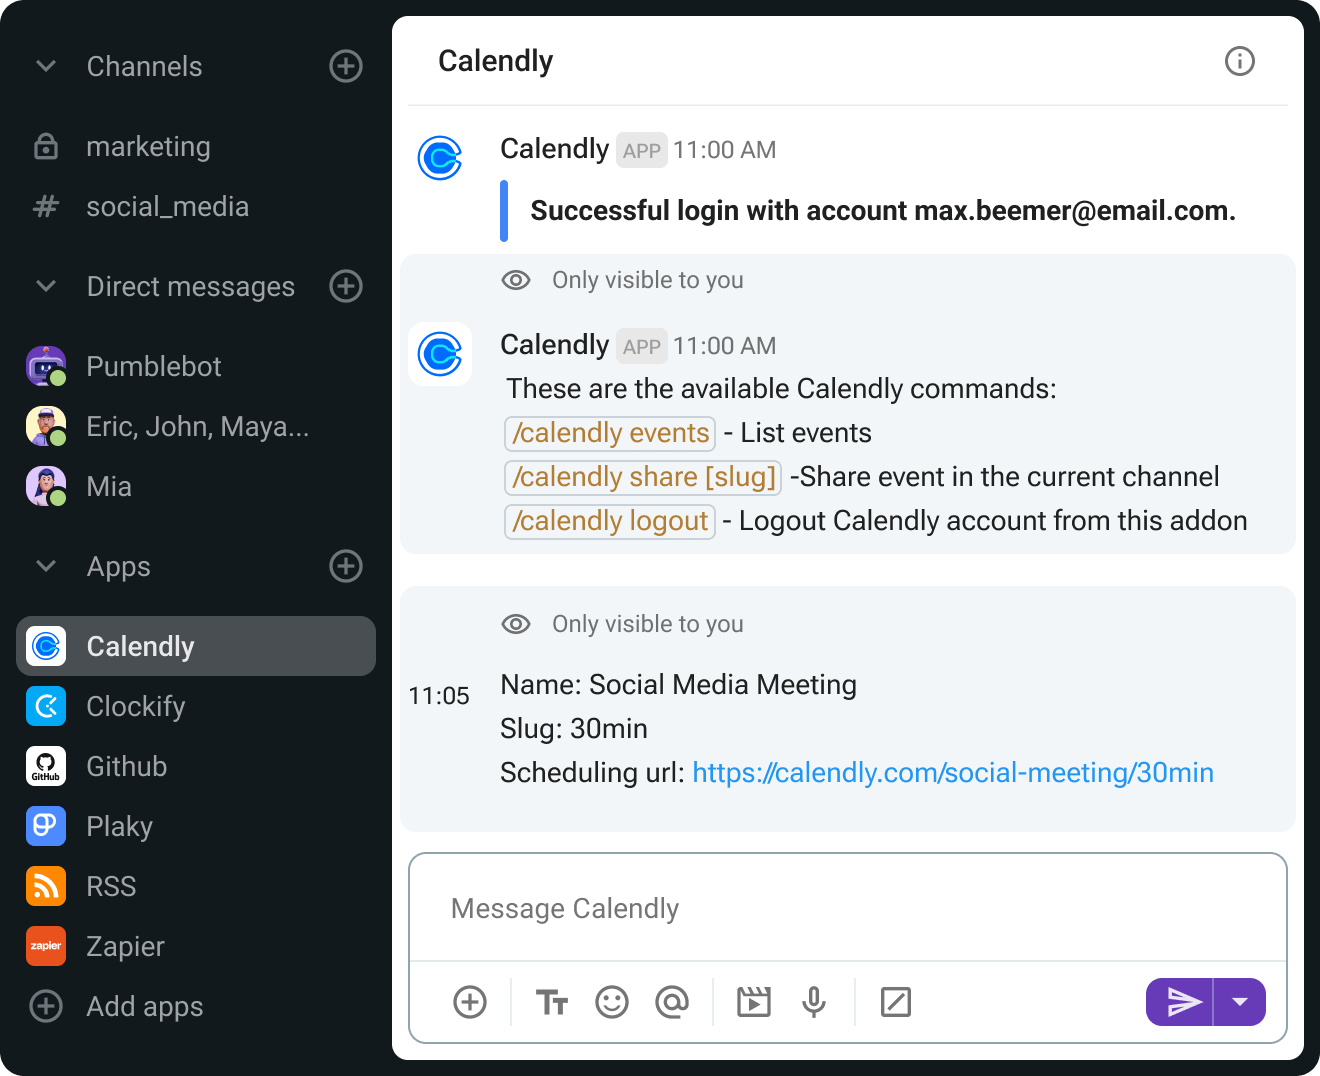 Channels
marketing
social_media
Direct messages
Pumblebot
Eric, John, Maya...
Mia
Apps
Calendly
Clockify
GitHub
Github
Plaky
RSS
zapier
Zapier
Add apps
Calendly
Calendly APP 11:00 AM
Successful login with account max.beemer@email.com.
Only visible to you
Calendly APP 11:00 AM
These are the available Calendly commands:
/calendly events - List events
/calendly share [slug] -Share event in the current channel
/calendly logout - Logout Calendly account from this addon
Only visible to you
11:05
Name: Social Media Meeting
Slug: 30min
Scheduling url: https://calendly.com/social-meeting/30min
Message Calendly